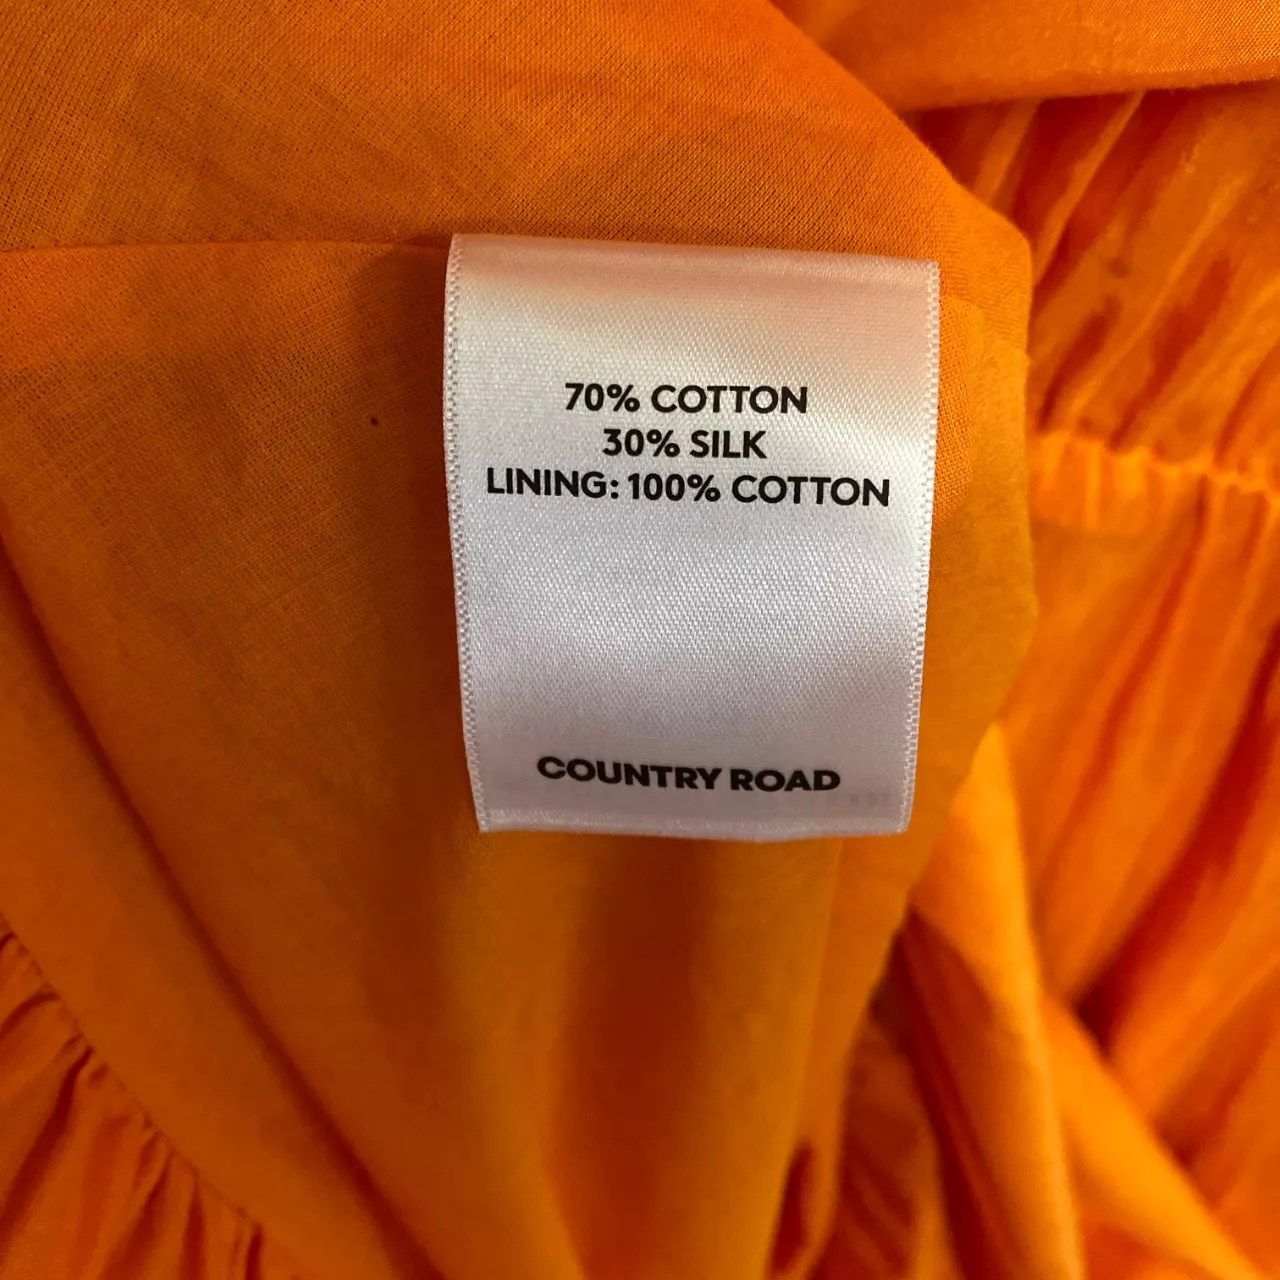 70% COTTON
30% SILK
LINING: 100% COTTON
COUNTRY ROAD